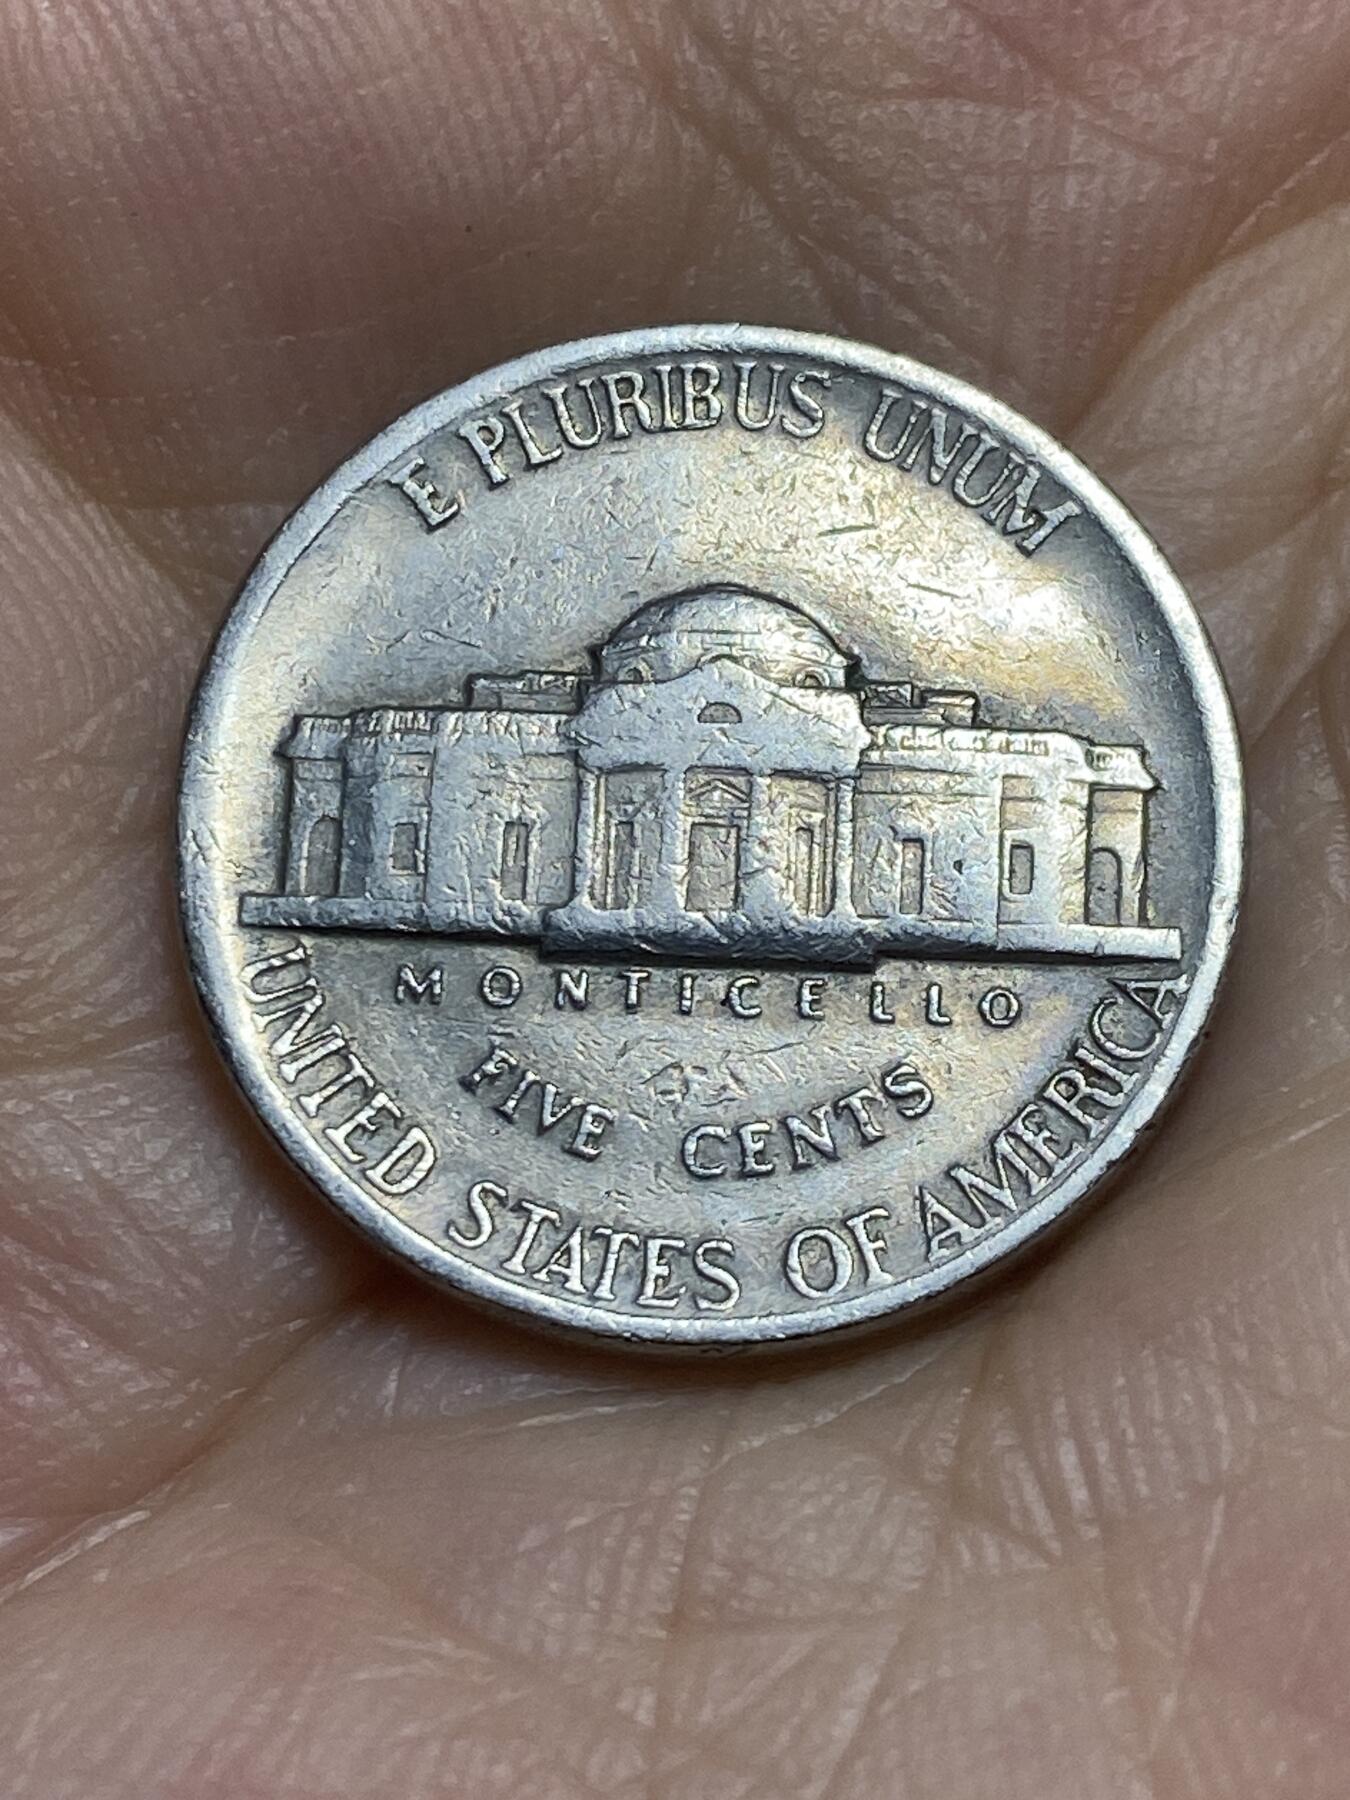 E PLURIBUS UNUM
MONTICELLO
FIVE CENTS
UNITED STATES OF AMERICA